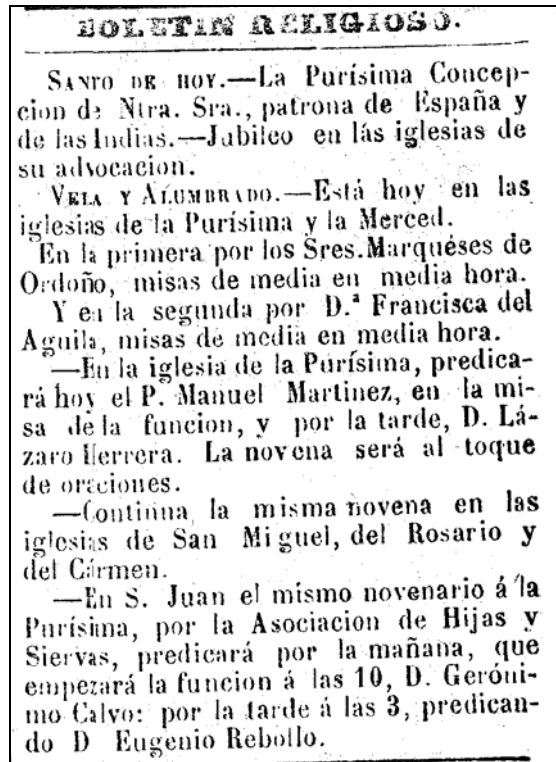 BOLETIN RELIGIOSO.
SANTO DE HOY.—La Purísima Concep-
cion de Ntra. Sra., patrona de España y
de las Indias.—Jubileo en lás iglesias de
su advocacion.
VELA Y ALUMBRADO.—Está hoy en las
iglesias de la Purísima y la Merced.
En la primera por los Sres. Marquéses de
Ordoño, misas de media en media hora.
Y en la segunda por D.ª Francisca del
Aguila, misas de media en media hora.
—En la iglesia de la Purísima, predica-
rá hoy el P. Manuel Martinez, en la mi-
sa de la funcion, y por la tarde, D. Lá-
zaro Herrera. La novena será al toque
de oraciones.
—Continua la misma novena en las
iglesias de San Miguel, del Rosario y
del Cármen.
—En S. Juan el mismo novenario á la
Purísima, por la Asociacion de Hijas y
Siervas, predicará por la mañana, que
empezará la funcion á las 10, D. Geróni-
mo Calvo: por la tarde á las 3, predican-
do D Eugenio Rebollo.